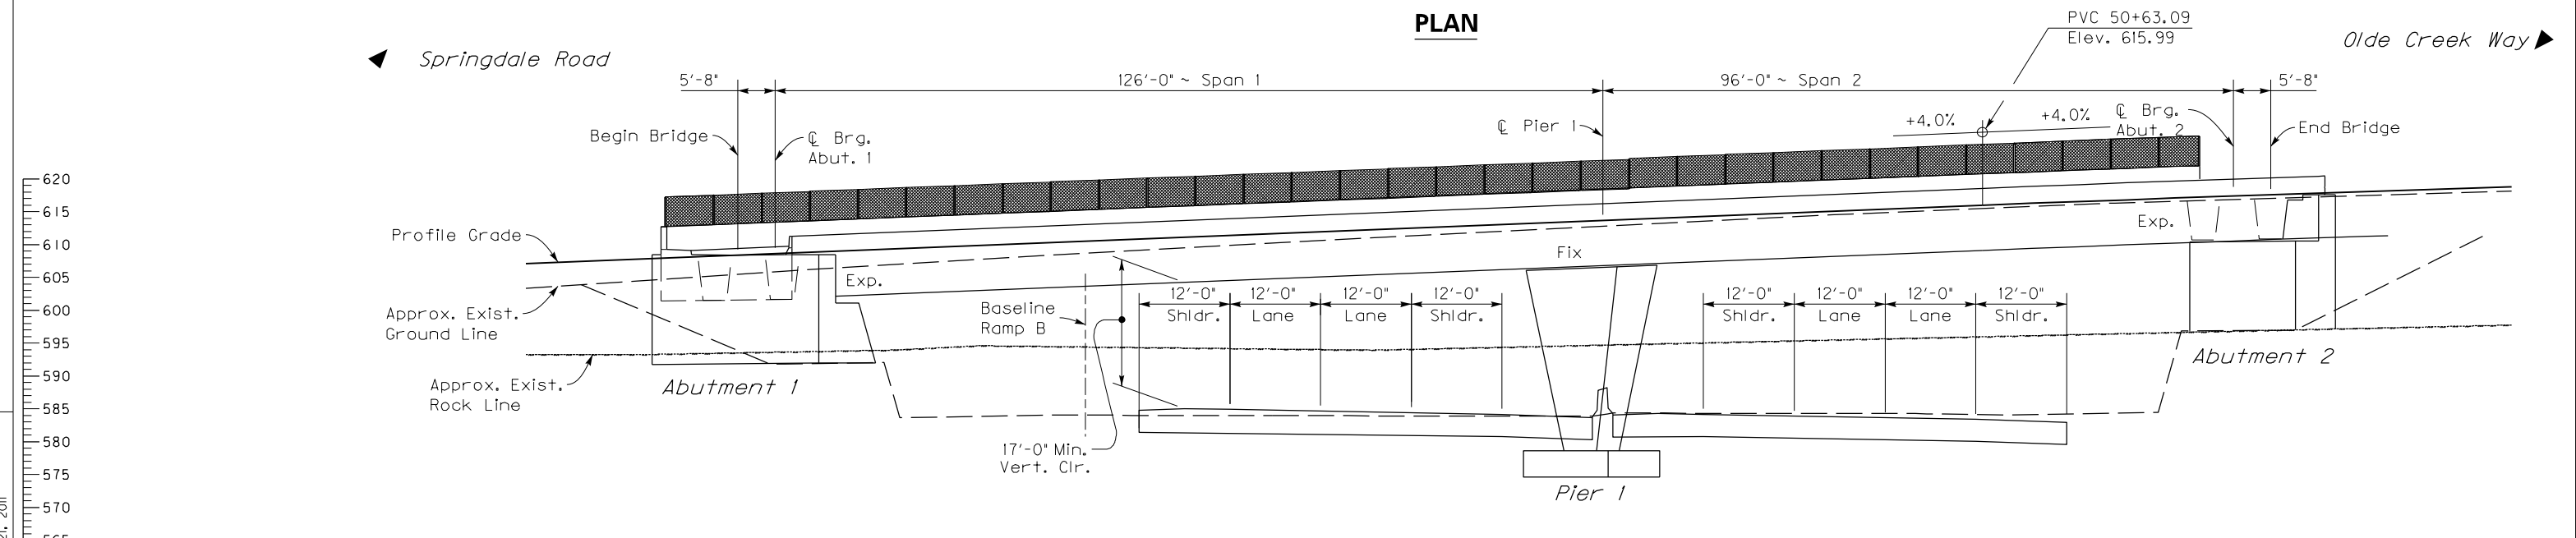 PLAN
PVC 50+63.09
Elev. 615.99
Springdale Road
Olde Creek Way
5'-8"
126'-0" ~ Span 1
96'-0" ~ Span 2
5'-8"
Begin Bridge
℄ Brg.
Abut. 1
℄ Pier 1
+4.0%
+4.0%
℄ Brg.
Abut. 2
End Bridge
620
615
610
605
600
595
590
585
580
575
570
565
Profile Grade
Approx. Exist.
Ground Line
Approx. Exist.
Rock Line
Exp.
Fix
Exp.
Baseline
Ramp B
12'-0"
Shldr.
12'-0"
Lane
12'-0"
Lane
12'-0"
Shldr.
12'-0"
Shldr.
12'-0"
Lane
12'-0"
Lane
12'-0"
Shldr.
Abutment 1
Abutment 2
17'-0" Min.
Vert. Clr.
Pier 1